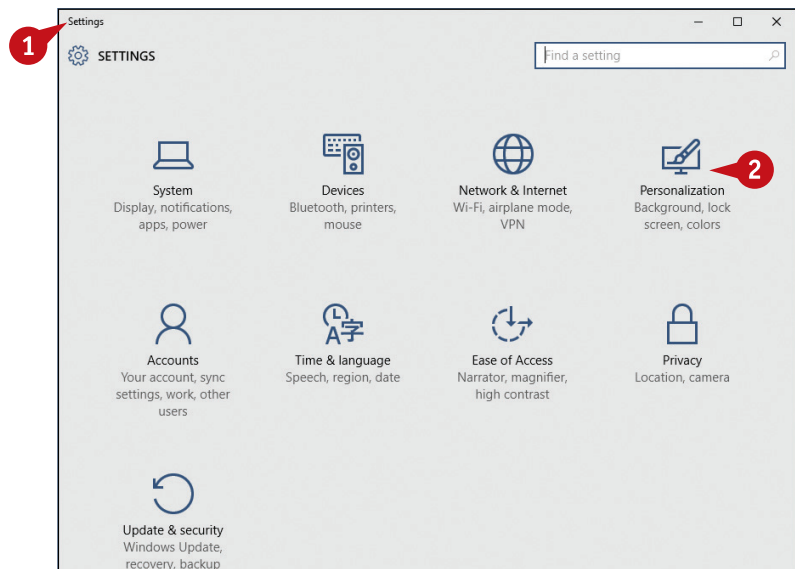 Settings
1
SETTINGS
Find a setting
System
Display, notifications,
apps, power
Devices
Bluetooth, printers,
mouse
Network & Internet
Wi-Fi, airplane mode,
VPN
Personalization
Background, lock
screen, colors
2
Accounts
Your account, sync
settings, work, other
users
A字
Time & language
Speech, region, date
Ease of Access
Narrator, magnifier,
high contrast
Privacy
Location, camera
Update & security
Windows Update,
recovery, backup